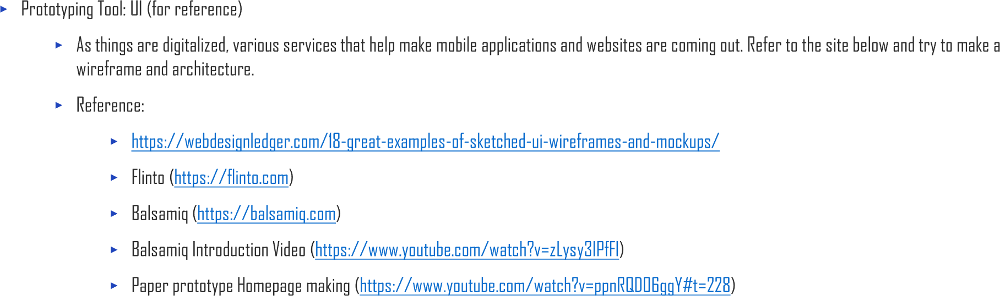 Prototyping Tool: UI (for reference)
As things are digitalized, various services that help make mobile applications and websites are coming out. Refer to the site below and try to make a
wireframe and architecture.
Reference:
https://webdesignledger.com/18-great-examples-of-sketched-ui-wireframes-and-mockups/
Flinto (https://flinto.com)
Balsamiq (https://balsamiq.com)
Balsamiq Introduction Video (https://www.youtube.com/watch?v=zLysy3IPfFI)
Paper prototype Homepage making (https://www.youtube.com/watch?v=ppnRQDO6ggY#t=228)